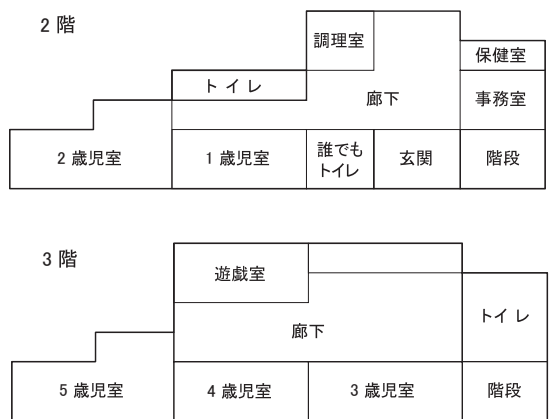 2 階
調理室
保健室
ト イ レ
廊下
事務室
2 歳児室
1 歳児室
誰でも
トイレ
玄関
階段
3 階
遊戯室
トイレ
廊下
5 歳児室
4 歳児室
3 歳児室
階段